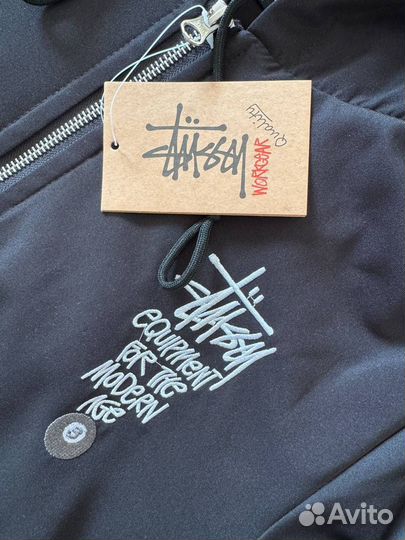 Stüssy
WORKGEAR
Quality
Stüssy
EQUIPMENT
FOR THE
MODERN
AGE
S
Avito